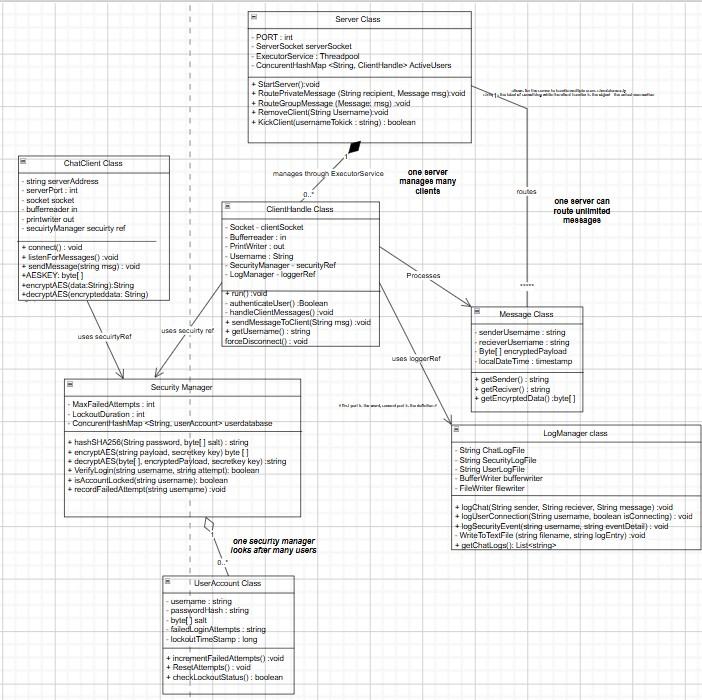 Server Class
- PORT : int
- ServerSocket serverSocket
- ExecutorService : Threadpool
- ConcurentHashMap <String, ClientHandle> ActiveUsers
+ StartServer():void
+ RoutePrivateMessage (String recipient, Message msg):void
+ RouteGroupMessage (Message: msg) :void
+ RemoveClient(String Username):void
+ KickClient(usernameTokick : string) : boolean
1
manages through ExecutorService
0..*
one server
manages many
clients
routes
one server can
route unlimited
messages
*****
ChatClient Class
- string serverAddress
- serverPort : int
- socket socket
- bufferreader in
- printwriter out
- secuirtyManager secuirty ref
+ connect() : void
+ listenForMessages() :void
+ sendMessage(string msg) : void
+AESKEY: byte[ ]
+encryptAES(data:String):String
+decryptAES(encrypteddata: String)
uses secuirtyRef
ClientHandle Class
- Socket - clientSocket
- Bufferreader : in
- PrintWriter : out
- Username : String
- SecurityManager - securityRef
- LogManager - loggerRef
+ run() :void
- authenticateUser() :Boolean
- handleClientMessages() :void
+ sendMessageToClient(String msg) :void
+ getUsername() : string
forceDisconnect() : void
uses secuirty ref
Processes
uses loggerRef
Message Class
- senderUsername : string
- recieverUsername : string
- Byte[ ] encryptedPayload
- localDateTime : timestamp
+ getSender() : string
+ getReciver() : string
+ getEncyrptedData() :byte[ ]
Security Manager
- MaxFailedAttempts : int
- LockoutDuration : int
- ConcurentHashMap <String, userAccount> userdatabase
+ hashSHA256(String password, byte[ ] salt) : string
+ encryptAES(string payload, secretkey key) byte [ ]
+ decryptAES(byte[ ], encryptedpayload, secretkey key) :string
+ VerifyLogin(string username, string attempt): boolean
+ isAccountLocked(string username): boolean
+ recordFailedAttempt(string username) :void
LogManager class
- String ChatLogFile
- String SecurityLogFile
- String UserLogFile
- BufferWriter bufferwriter
- FileWriter filewriter
+ logChat(String sender, String reciever, String message) :void
+ logUserConnection(String username, boolean isConnecting) : void
+ logSecurityEvent(string username, string eventDetail) : void
- WriteToTextFile (string filename, string logEntry) :void
+ getChatLogs(): List<string>
1
0..*
one security manager
looks after many users
UserAccount Class
- username : string
- passwordHash : string
- byte[ ] salt
- failedLoginAttempts : string
- lockoutTimeStamp : long
+ incrementFailedAttempts() :void
+ ResetAttempts() : void
+ checkLockoutStatus() : boolean